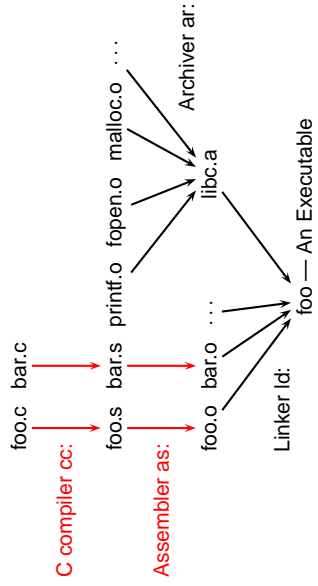 foo.c bar.c
C compiler cc:
foo.s bar.s printf.o fopen.o malloc.o ...
Assembler as:
Archiver ar:
foo.o bar.o ... libc.a
Linker ld:
foo — An Executable